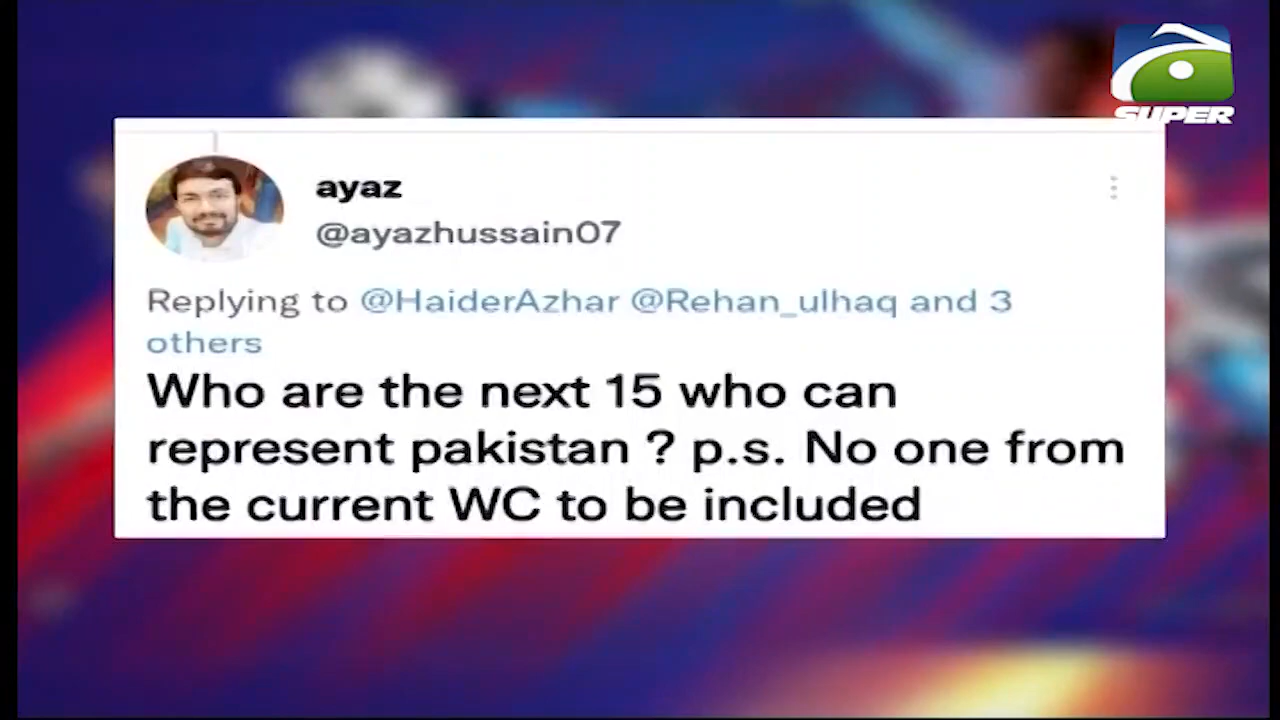 SUPER
ayaz
@ayazhussain07
Replying to @HaiderAzhar @Rehan_ulhaq and 3
others
Who are the next 15 who can
represent pakistan ? p.s. No one from
the current WC to be included